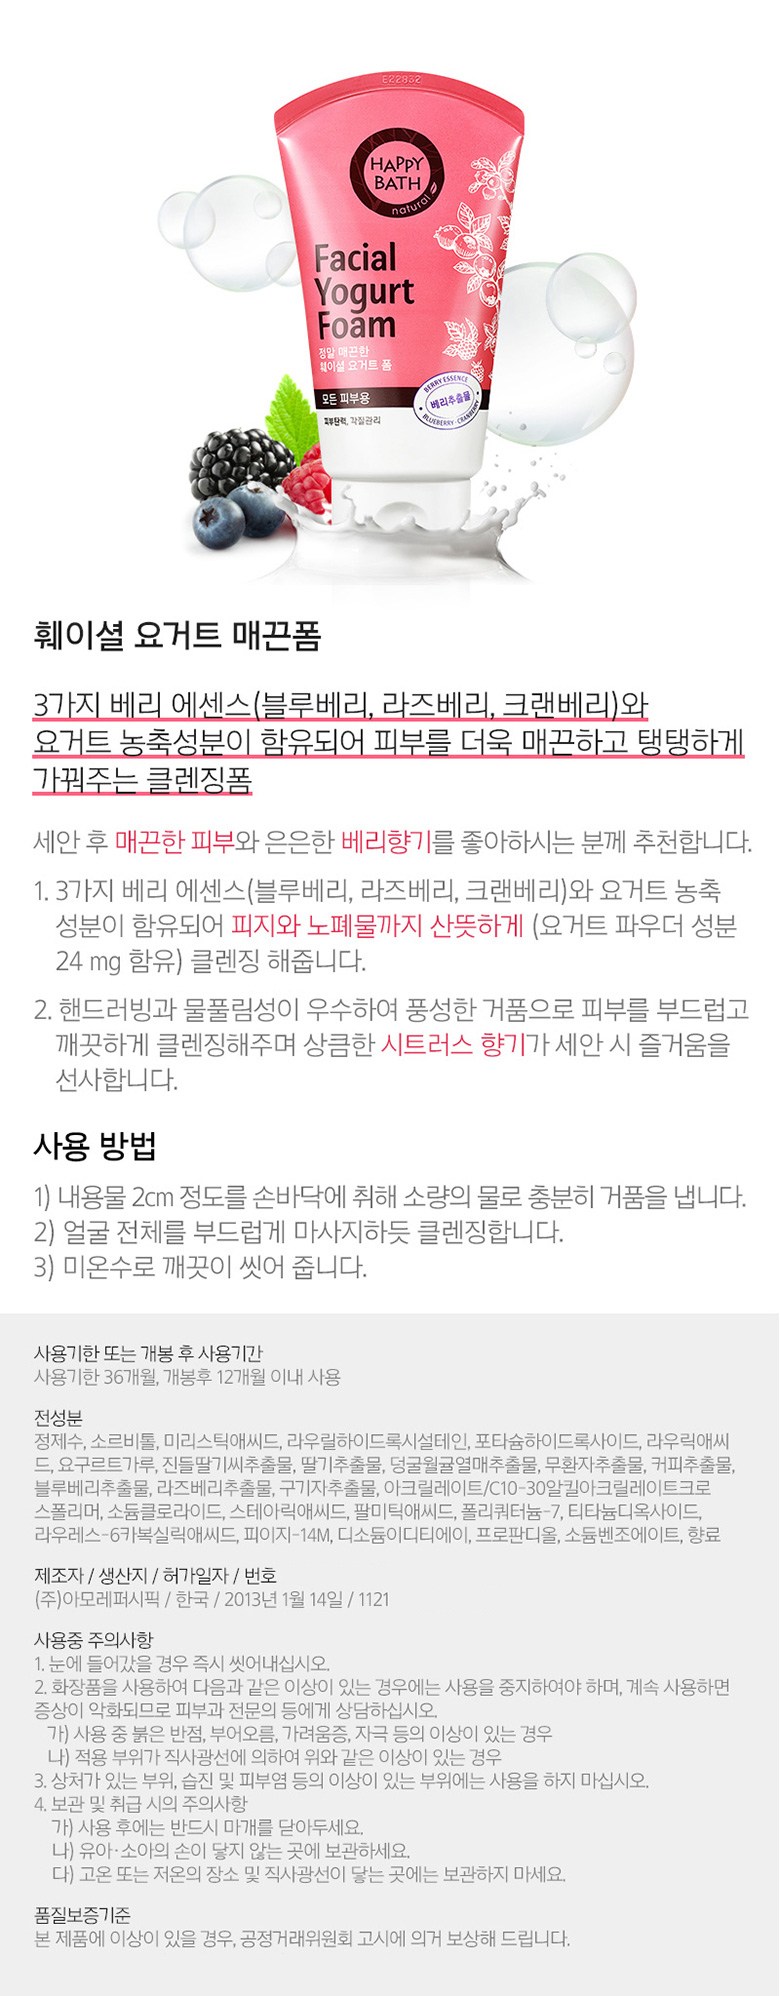 E22832
HAPPY
BATH
natural
Facial
Yogurt
Foam
정말 매끈한
훼이셜 요거트 폼
모든 피부용
피부탄력, 각질관리
BERRY ESSENCE
베리추출물
BLUEBERRY · CRANBERRY
훼이셜 요거트 매끈폼
3가지 베리 에센스(블루베리, 라즈베리, 크랜베리)와
요거트 농축성분이 함유되어 피부를 더욱 매끈하고 탱탱하게
가꿔주는 클렌징폼
세안 후 매끈한 피부와 은은한 베리향기를 좋아하시는 분께 추천합니다.
1. 3가지 베리 에센스(블루베리, 라즈베리, 크랜베리)와 요거트 농축
성분이 함유되어 피지와 노폐물까지 산뜻하게 (요거트 파우더 성분
24 mg 함유) 클렌징 해줍니다.
2. 핸드러빙과 물풀림성이 우수하여 풍성한 거품으로 피부를 부드럽고
깨끗하게 클렌징해주며 상큼한 시트러스 향기가 세안 시 즐거움을
선사합니다.
사용 방법
1) 내용물 2cm 정도를 손바닥에 취해 소량의 물로 충분히 거품을 냅니다.
2) 얼굴 전체를 부드럽게 마사지하듯 클렌징합니다.
3) 미온수로 깨끗이 씻어 줍니다.
사용기한 또는 개봉 후 사용기간
사용기한 36개월, 개봉후 12개월 이내 사용
전성분
정제수, 소르비톨, 미리스틱애씨드, 라우릴하이드록시설테인, 포타슘하이드록사이드, 라우릭애씨
드, 요구르트가루, 진들딸기씨추출물, 딸기추출물, 덩굴월귤열매추출물, 무환자추출물, 커피추출물,
블루베리추출물, 라즈베리추출물, 구기자추출물, 아크릴레이트/C10-30알킬아크릴레이트크로
스폴리머, 소듐클로라이드, 스테아릭애씨드, 팔미틱애씨드, 폴리쿼터늄-7, 티타늄디옥사이드,
라우레스-6카복실릭애씨드, 피이지-14M, 디소듐이디티에이, 프로판디올, 소듐벤조에이트, 향료
제조자 / 생산지 / 허가일자 / 번호
(주)아모레퍼시픽 / 한국 / 2013년 1월 14일 / 1121
사용중 주의사항
1. 눈에 들어갔을 경우 즉시 씻어내십시오.
2. 화장품을 사용하여 다음과 같은 이상이 있는 경우에는 사용을 중지하여야 하며, 계속 사용하면
증상이 악화되므로 피부과 전문의 등에게 상담하십시오.
가) 사용 중 붉은 반점, 부어오름, 가려움증, 자극 등의 이상이 있는 경우
나) 적용 부위가 직사광선에 의하여 위와 같은 이상이 있는 경우
3. 상처가 있는 부위, 습진 및 피부염 등의 이상이 있는 부위에는 사용을 하지 마십시오.
4. 보관 및 취급 시의 주의사항
가) 사용 후에는 반드시 마개를 닫아두세요.
나) 유아·소아의 손이 닿지 않는 곳에 보관하세요.
다) 고온 또는 저온의 장소 및 직사광선이 닿는 곳에는 보관하지 마세요.
품질보증기준
본 제품에 이상이 있을 경우, 공정거래위원회 고시에 의거 보상해 드립니다.